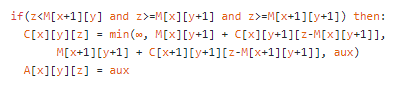 if(z<M[x+1][y] and z>=M[x][y+1] and z>=M[x+1][y+1]) then:
C[x][y][z] = min(∞, M[x][y+1] + C[x][y+1][z-M[x][y+1]],
M[x+1][y+1] + C[x+1][y+1][z-M[x+1][y+1]], aux)
A[x][y][z] = aux